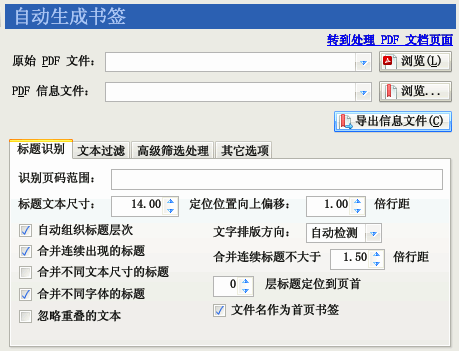 自动生成书签
转到处理 PDF 文档页面
原始 PDF 文件: 浏览(L)
PDF 信息文件: 浏览...
导出信息文件(C)
标题识别 文本过滤 高级筛选处理 其它选项
识别页码范围:
标题文本尺寸: 14.00 定位位置向上偏移: 1.00 倍行距
自动组织标题层次 文字排版方向: 自动检测
合并连续出现的标题 合并连续标题不大于 1.50 倍行距
合并不同文本尺寸的标题
合并不同字体的标题 0 层标题定位到页首
忽略重叠的文本 文件名作为首页书签